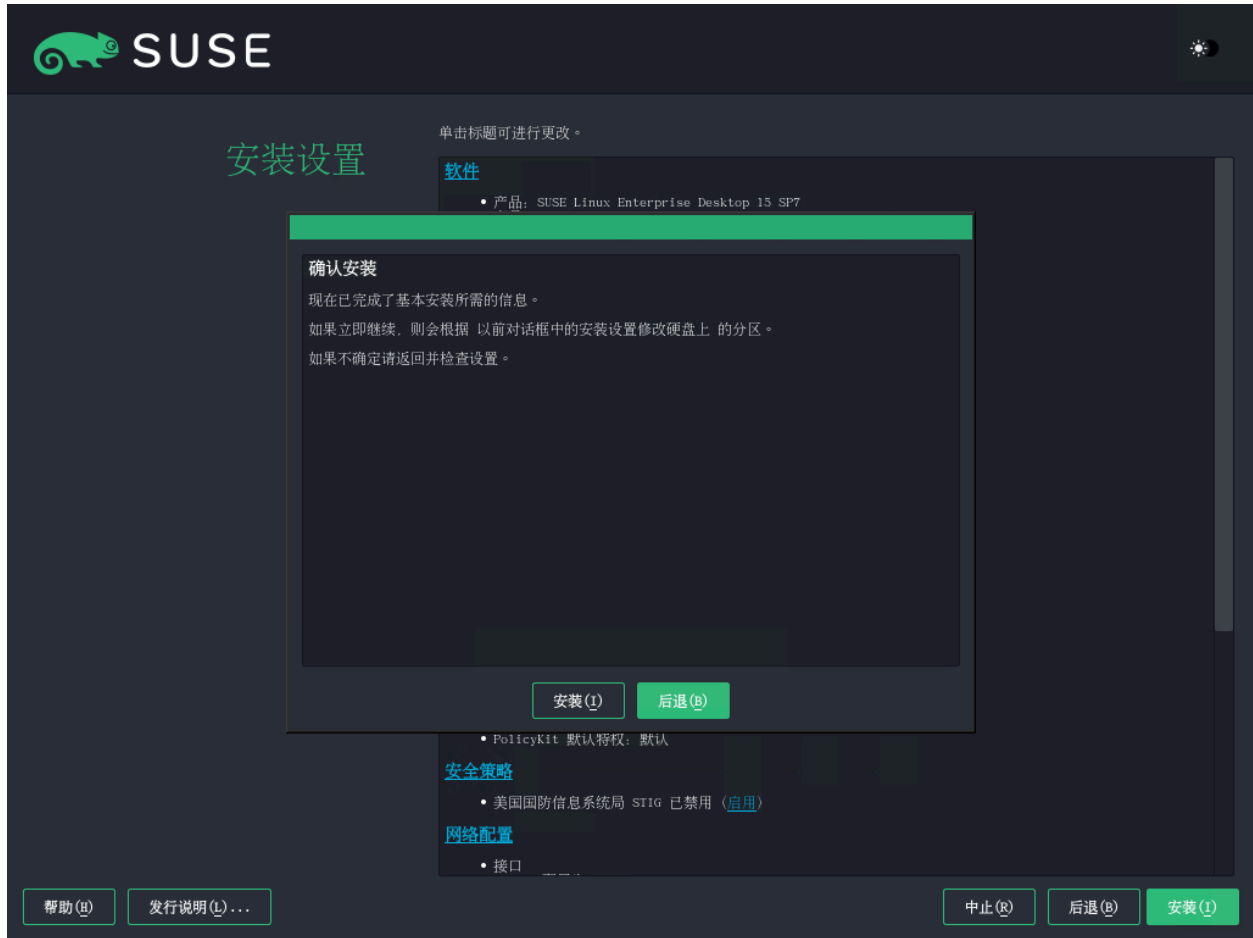 SUSE
安装设置
单击标题可进行更改。
软件
• 产品: SUSE Linux Enterprise Desktop 15 SP7
确认安装
现在已完成了基本安装所需的信息。
如果立即继续, 则会根据 以前对话框中的安装设置修改硬盘上 的分区。
如果不确定请返回并检查设置。
安装(I)
后退(B)
• PolicyKit 默认特权: 默认
安全策略
• 美国国防信息系统局 STIG 已禁用 (启用)
网络配置
• 接口
帮助(H)
发行说明(L)...
中止(R)
后退(B)
安装(I)